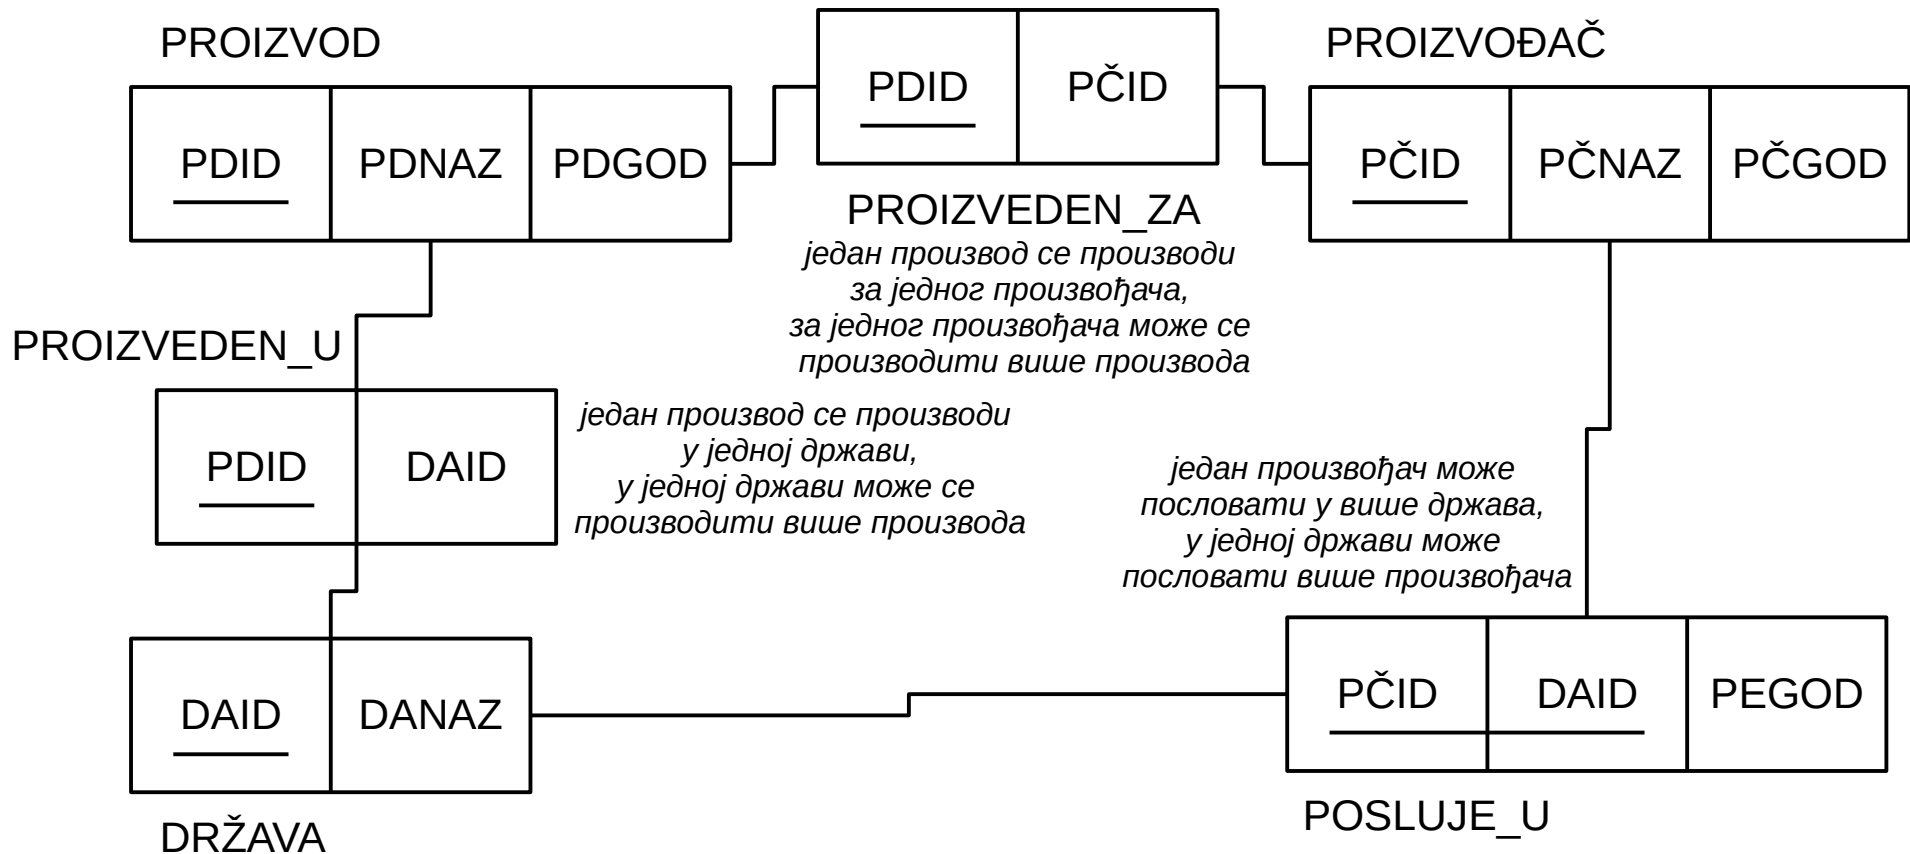 PROIZVOD
PDID PDNAZ PDGOD
PDID PČID
PROIZVEDEN_ZA
један производ се производи
за једног произвођача,
за једног произвођача може се
производити више производа
PROIZVOĐAČ
PČID PČNAZ PČGOD
PROIZVEDEN_U
PDID DAID
један производ се производи
у једној држави,
у једној држави може се
производити више производа
један произвођач може
пословати у више држава,
у једној држави може
пословати више произвођача
DAID DANAZ
DRŽAVA
PČID DAID PEGOD
POSLUJE_U